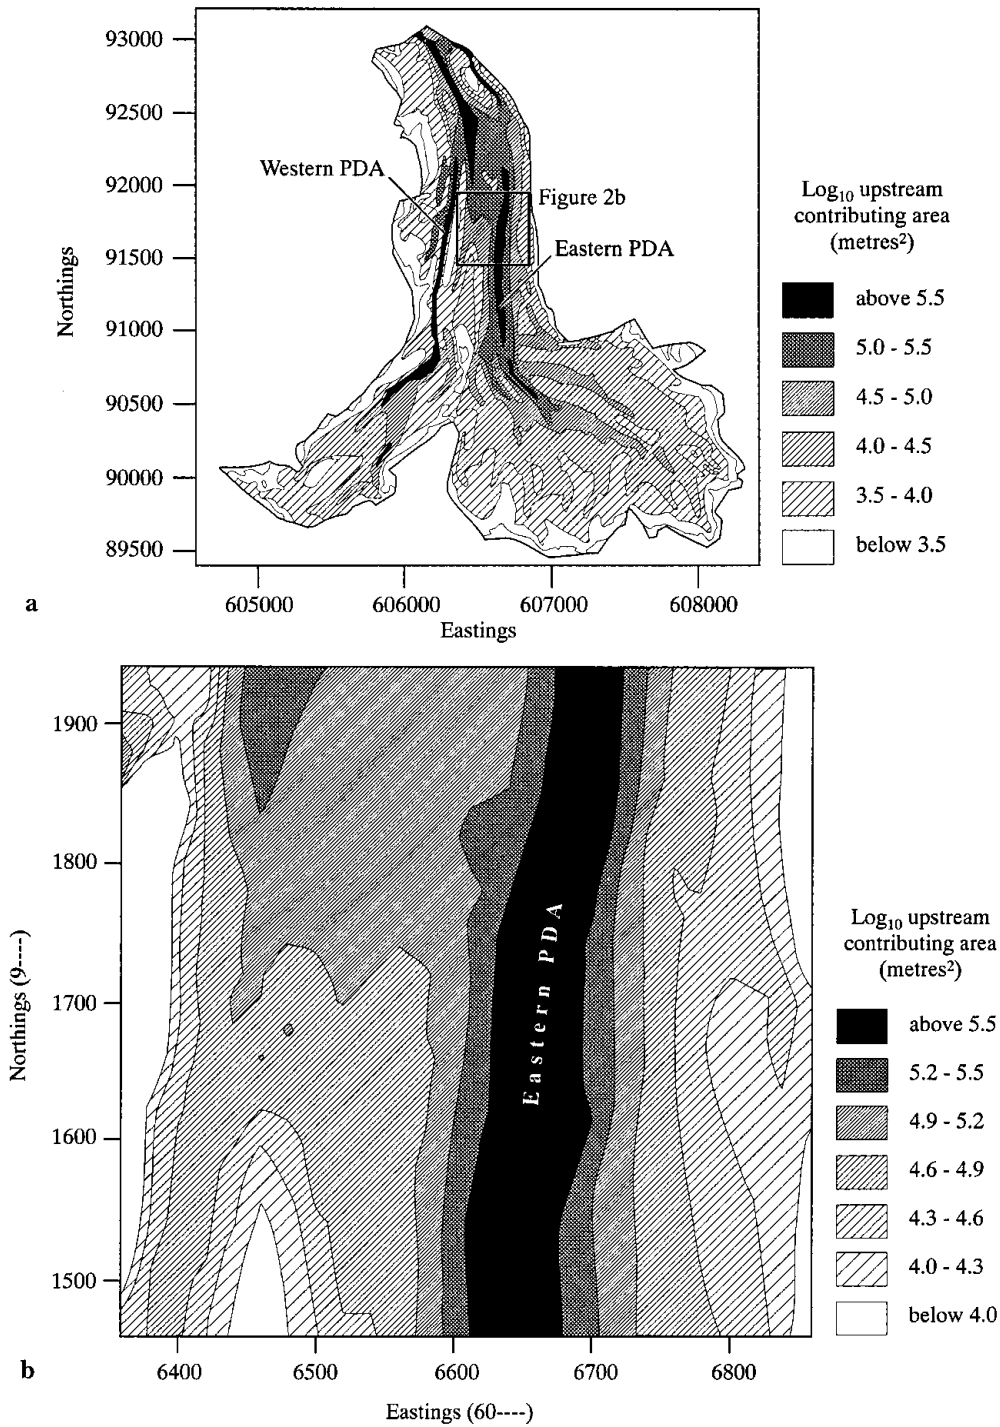 93000
92500
92000
91500
91000
90500
90000
89500
Northings
Western PDA
Figure 2b
Eastern PDA
605000
606000
607000
608000
Eastings
Log₁₀ upstream
contributing area
(metres²)
above 5.5
5.0 - 5.5
4.5 - 5.0
4.0 - 4.5
3.5 - 4.0
below 3.5
a
1900
1800
1700
1600
1500
Northings (9----)
Eastern PDA
6400
6500
6600
6700
6800
Eastings (60----)
Log₁₀ upstream
contributing area
(metres²)
above 5.5
5.2 - 5.5
4.9 - 5.2
4.6 - 4.9
4.3 - 4.6
4.0 - 4.3
below 4.0
b